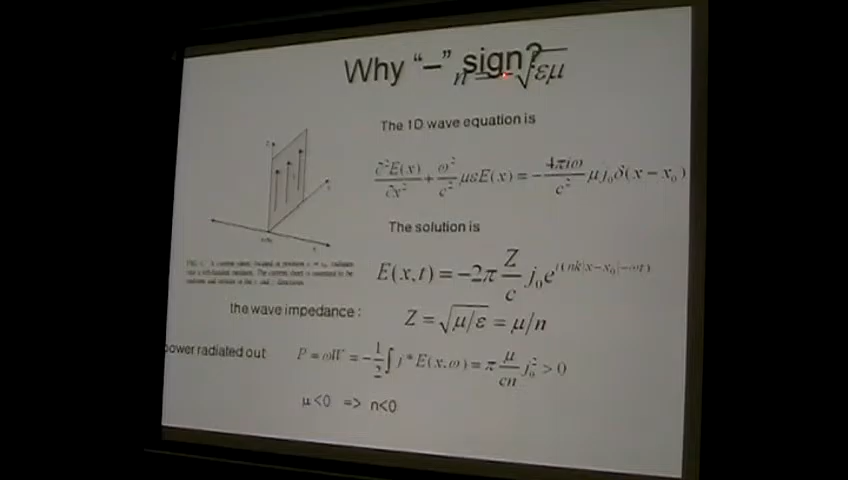 Why “–” sign?
n = -√εμ
The 1D wave equation is
∂²E(x)/∂x² + ω²/c² μεE(x) = -4πiω/c² μj₀δ(x - x₀)
The solution is
E(x,t) = -2π Z/c j₀e^{i(nk|x-x₀|-ωt)}
the wave impedance:
Z = √μ/ε = μ/n
power radiated out
P = ωW = -1/2 ∫ j*E(x,ω) = π μ/cn j₀² > 0
μ<0 => n<0